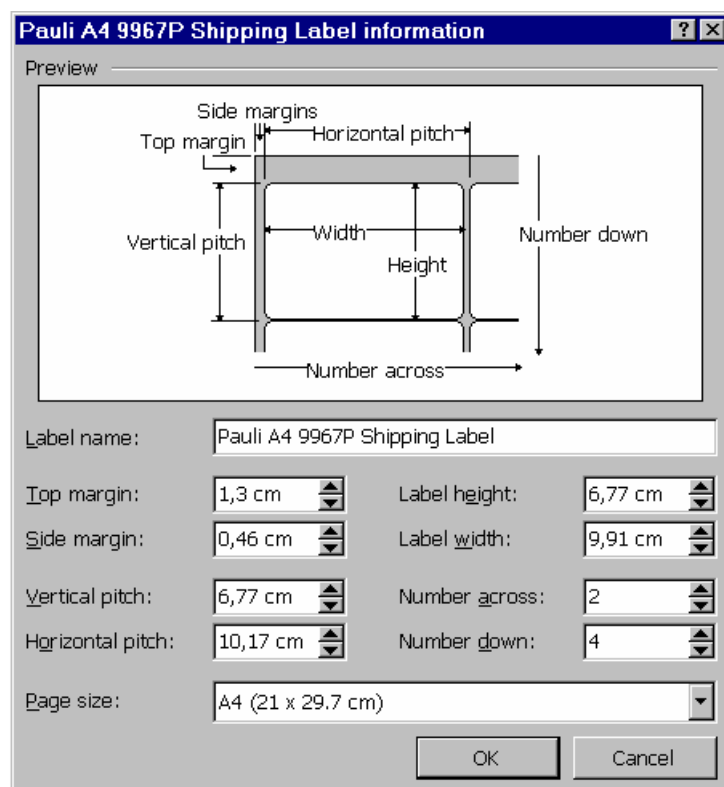 Pauli A4 9967P Shipping Label information
Preview
Side margins
Top margin
Horizontal pitch
Vertical pitch
Width
Height
Number down
Number across
Label name: Pauli A4 9967P Shipping Label
Top margin: 1,3 cm Label height: 6,77 cm
Side margin: 0,46 cm Label width: 9,91 cm
Vertical pitch: 6,77 cm Number across: 2
Horizontal pitch: 10,17 cm Number down: 4
Page size: A4 (21 x 29.7 cm)
OK Cancel